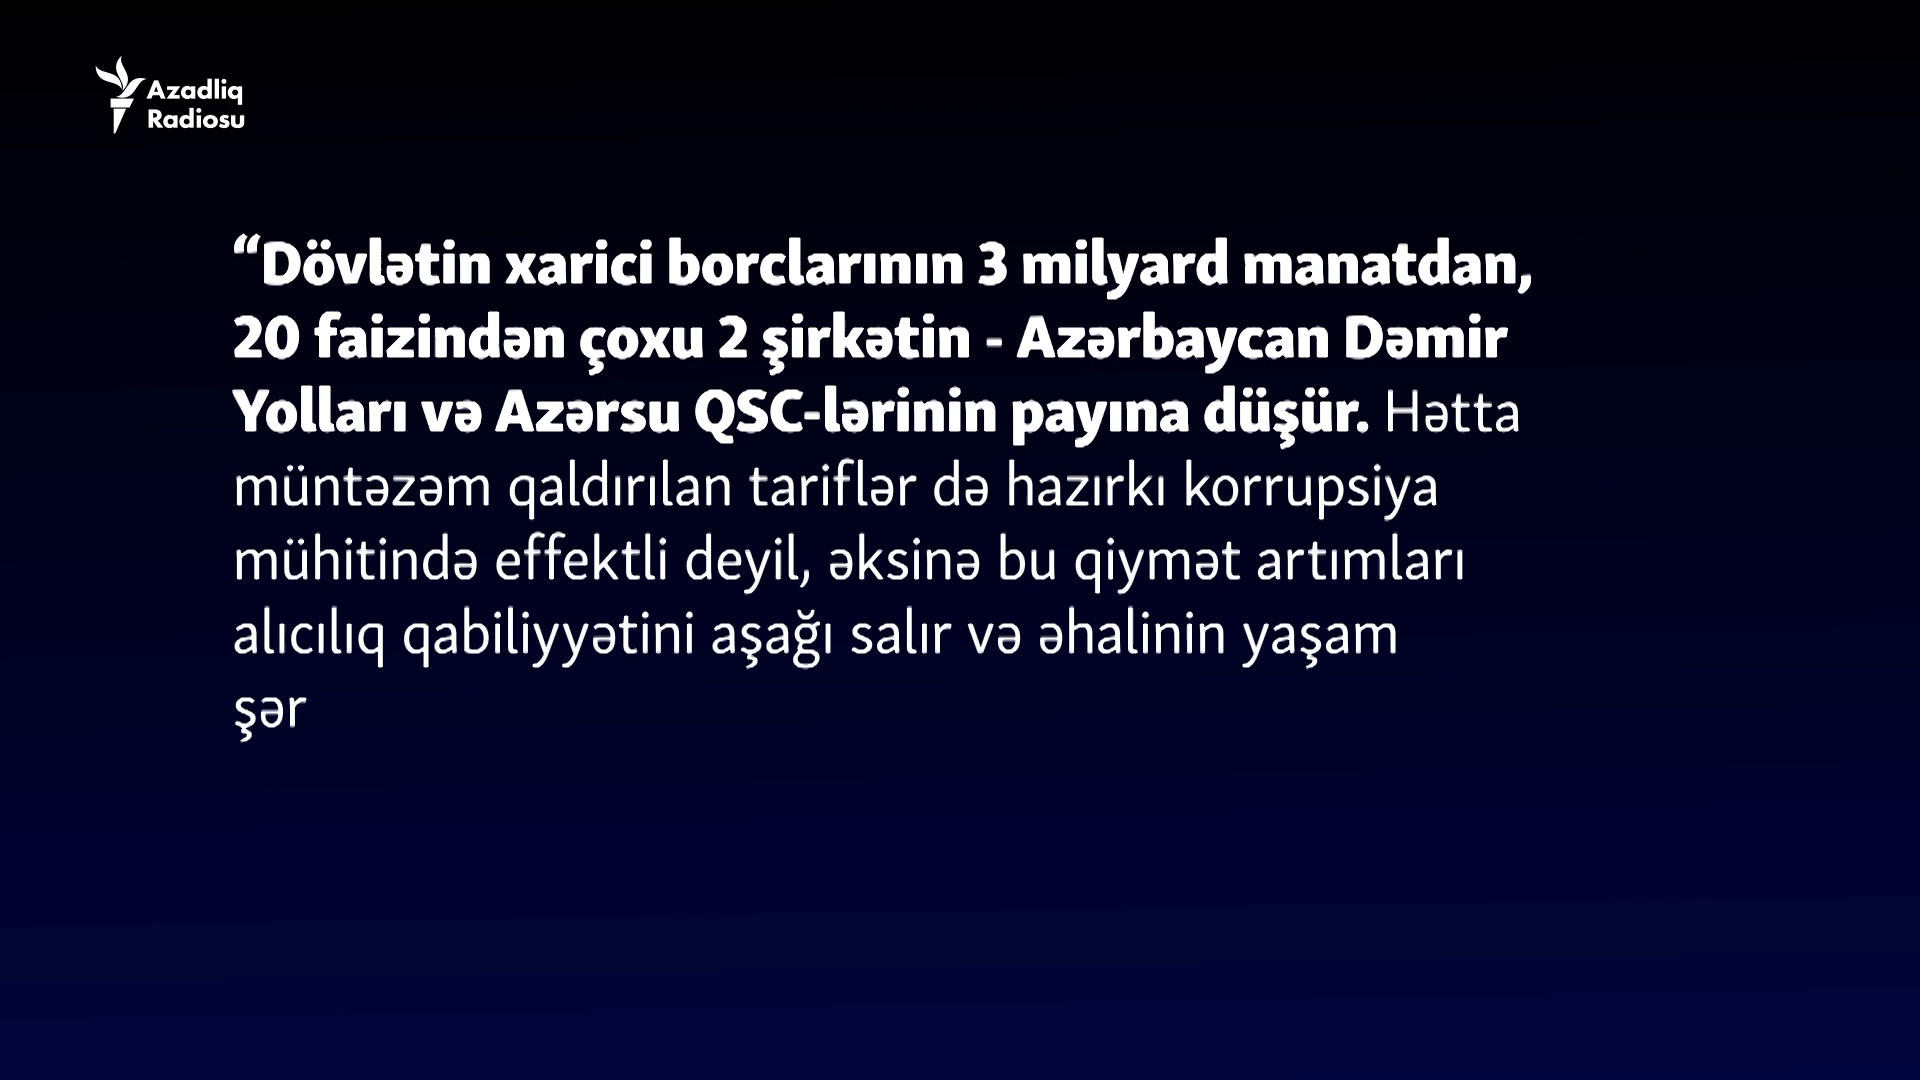 Azadliq
Radiosu
“Dövlətin xarici borclarının 3 milyard manatdan,
20 faizindən çoxu 2 şirkətin - Azərbaycan Dəmir
Yolları və Azərsu QSC-lərinin payına düşür. Hətta
müntəzəm qaldırılan tariflər də hazırkı korrupsiya
mühitində effektli deyil, əksinə bu qiymət artımları
alıcılıq qabiliyyətini aşağı salır və əhalinin yaşam
şər